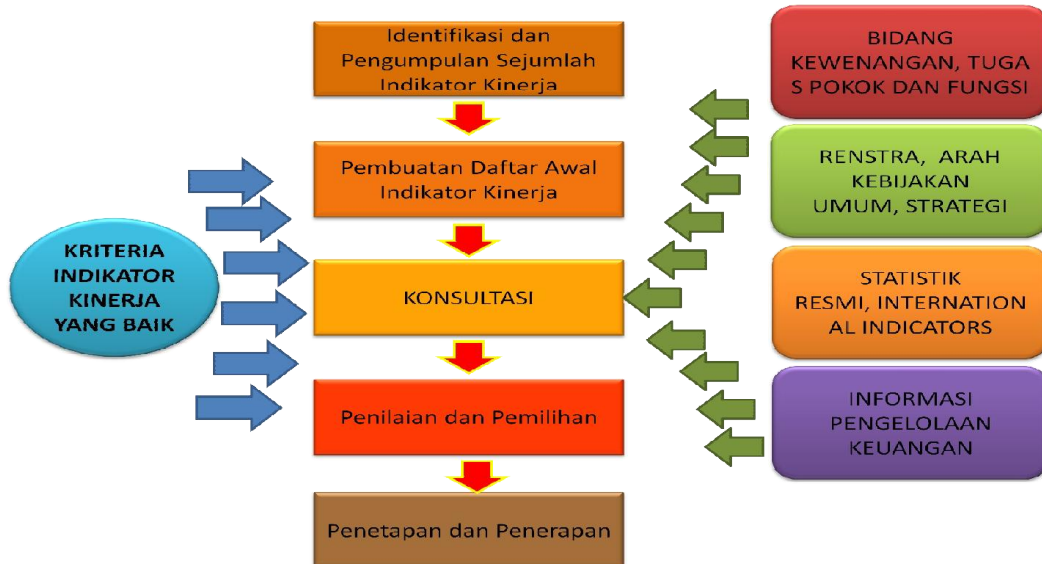 Identifikasi dan
Pengumpulan Sejumlah
Indikator Kinerja
Pembuatan Daftar Awal
Indikator Kinerja
KONSULTASI
Penilaian dan Pemilihan
Penetapan dan Penerapan
KRITERIA
INDIKATOR
KINERJA
YANG BAIK
BIDANG
KEWENANGAN, TUGA
S POKOK DAN FUNGSI
RENSTRA, ARAH
KEBIJAKAN
UMUM, STRATEGI
STATISTIK
RESMI, INTERNATION
AL INDICATORS
INFORMASI
PENGELOLAAN
KEUANGAN